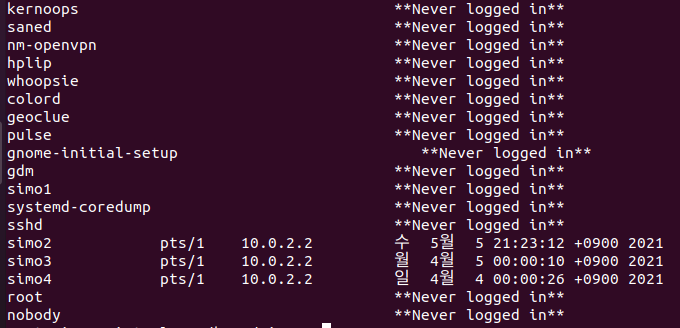 kernoops **Never logged in**
saned **Never logged in**
nm-openvpn **Never logged in**
hplip **Never logged in**
whoopsie **Never logged in**
colord **Never logged in**
geoclue **Never logged in**
pulse **Never logged in**
gnome-initial-setup **Never logged in**
gdm **Never logged in**
simo1 **Never logged in**
systemd-coredump **Never logged in**
sshd **Never logged in**
simo2 pts/1 10.0.2.2 수 5월 5 21:23:12 +0900 2021
simo3 pts/1 10.0.2.2 월 4월 5 00:00:10 +0900 2021
simo4 pts/1 10.0.2.2 일 4월 4 00:00:26 +0900 2021
root **Never logged in**
nobody **Never logged in**